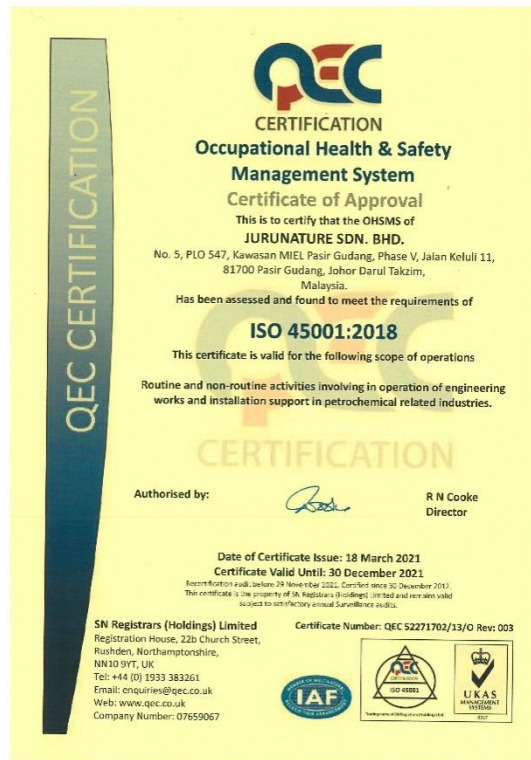 QEC CERTIFICATION
QEC
CERTIFICATION
Occupational Health & Safety
Management System
Certificate of Approval
This is to certify that the OHSMS of
JURUNATURE SDN. BHD.
No. 5, PLO 547, Kawasan MIEL Pasir Gudang, Phase V, Jalan Keluli 11,
81700 Pasir Gudang, Johor Darul Takzim,
Malaysia.
Has been assessed and found to meet the requirements of
ISO 45001:2018
This certificate is valid for the following scope of operations
Routine and non-routine activities involving in operation of engineering
works and installation support in petrochemical related industries.
CERTIFICATION
Authorised by:
R N Cooke
Director
Date of Certificate Issue: 18 March 2021
Certificate Valid Until: 30 December 2021
Recertification audit before 29 November 2021. Certified since 30 December 2012.
This certificate is the property of SN Registrars (Holdings) Limited and remains valid
subject to satisfactory annual Surveillance audits.
SN Registrars (Holdings) Limited
Registration House, 22b Church Street,
Rushden, Northamptonshire,
NN10 9YT, UK
Tel: +44 (0) 1933 383261
Email: enquiries@qec.co.uk
Web: www.qec.co.uk
Company Number: 07659067
Certificate Number: QEC 52271702/13/O Rev: 003
IAF
QEC
CERTIFICATION
ISO 45001
UKAS
MANAGEMENT
SYSTEMS